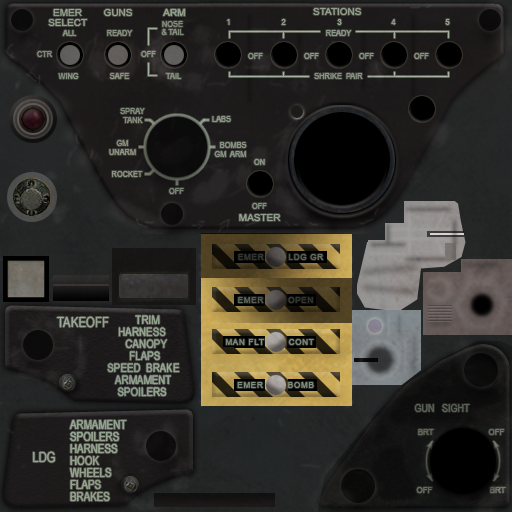 EMER
SELECT
ALL
CTR
WING
GUNS
READY
SAFE
ARM
NOSE
& TAIL
OFF
TAIL
STATIONS
1 2 3 4 5
READY
OFF OFF OFF OFF
SHRIKE PAIR
SPRAY
TANK
LABS
GM
UNARM
BOMBS
GM ARM
ROCKET
OFF
ON
OFF
MASTER
EMER LDG GR
EMER OPEN
MAN FLT CONT
EMER BOMB
TAKEOFF
TRIM
HARNESS
CANOPY
FLAPS
SPEED BRAKE
ARMAMENT
SPOILERS
LDG
ARMAMENT
SPOILERS
HARNESS
HOOK
WHEELS
FLAPS
BRAKES
GUN SIGHT
BRT OFF
OFF BRT